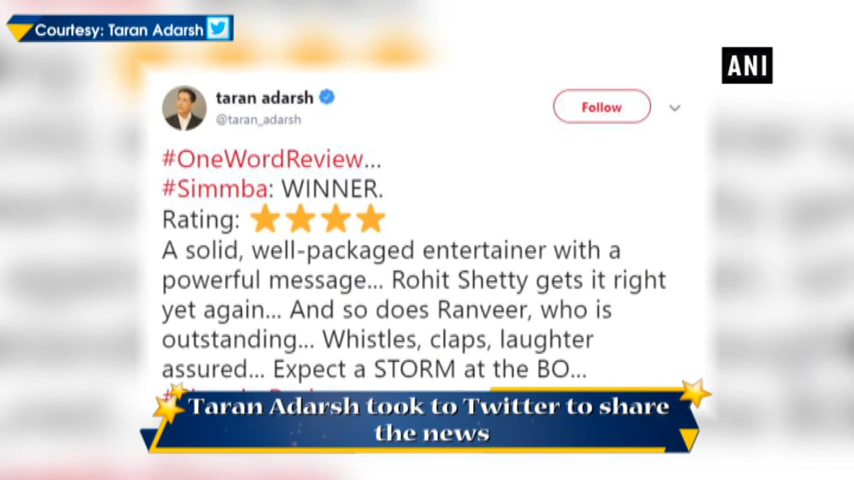 Courtesy: Taran Adarsh
ANI
taran adarsh
@taran_adarsh
Follow
#OneWordReview...
#Simmba: WINNER.
Rating: ⭐⭐⭐⭐
A solid, well-packaged entertainer with a
powerful message... Rohit Shetty gets it right
yet again... And so does Ranveer, who is
outstanding... Whistles, claps, laughter
assured... Expect a STORM at the BO...
Taran Adarsh took to Twitter to share
the news